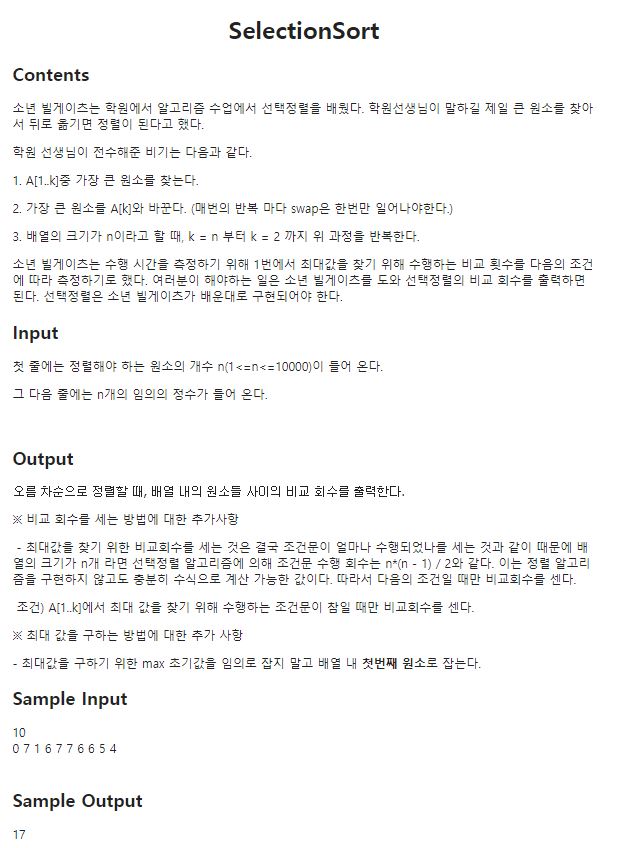 SelectionSort
Contents
소년 빌게이츠는 학원에서 알고리즘 수업에서 선택정렬을 배웠다. 학원선생님이 말하길 제일 큰 원소를 찾아
서 뒤로 옮기면 정렬이 된다고 했다.
학원 선생님이 전수해준 비기는 다음과 같다.
1. A[1..k]중 가장 큰 원소를 찾는다.
2. 가장 큰 원소를 A[k]와 바꾼다. (매번의 반복 마다 swap은 한번만 일어나야한다.)
3. 배열의 크기가 n이라고 할 때, k = n 부터 k = 2 까지 위 과정을 반복한다.
소년 빌게이츠는 수행 시간을 측정하기 위해 1번에서 최대값을 찾기 위해 수행하는 비교 횟수를 다음의 조건
에 따라 측정하기로 했다. 여러분이 해야하는 일은 소년 빌게이츠를 도와 선택정렬의 비교 회수를 출력하면
된다. 선택정렬은 소년 빌게이츠가 배운대로 구현되어야 한다.
Input
첫 줄에는 정렬해야 하는 원소의 개수 n(1<=n<=10000)이 들어 온다.
그 다음 줄에는 n개의 임의의 정수가 들어 온다.
Output
오름 차순으로 정렬할 때, 배열 내의 원소들 사이의 비교 회수를 출력한다.
※ 비교 회수를 세는 방법에 대한 추가사항
- 최대값을 찾기 위한 비교회수를 세는 것은 결국 조건문이 얼마나 수행되었나를 세는 것과 같이 때문에 배
열의 크기가 n개 라면 선택정렬 알고리즘에 의해 조건문 수행 회수는 n*(n - 1) / 2와 같다. 이는 정렬 알고리
즘을 구현하지 않고도 충분히 수식으로 계산 가능한 값이다. 따라서 다음의 조건일 때만 비교회수를 센다.
조건) A[1..k]에서 최대 값을 찾기 위해 수행하는 조건문이 참일 때만 비교회수를 센다.
※ 최대 값을 구하는 방법에 대한 추가 사항
- 최대값을 구하기 위한 max 초기값을 임의로 잡지 말고 배열 내 첫번째 원소로 잡는다.
Sample Input
10
0 7 1 6 7 7 6 6 5 4
Sample Output
17